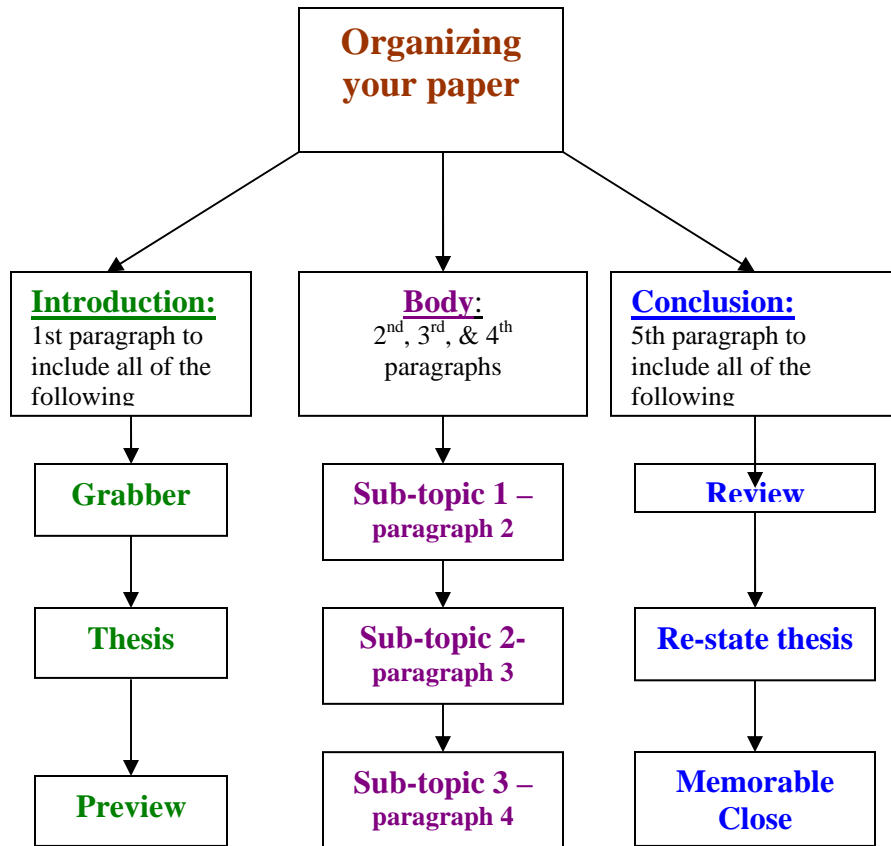 Organizing
your paper
Introduction:
1st paragraph to
include all of the
following
Body:
2nd, 3rd, & 4th
paragraphs
Conclusion:
5th paragraph to
include all of the
following
Grabber
Thesis
Preview
Sub-topic 1 –
paragraph 2
Sub-topic 2-
paragraph 3
Sub-topic 3 –
paragraph 4
Review
Re-state thesis
Memorable
Close